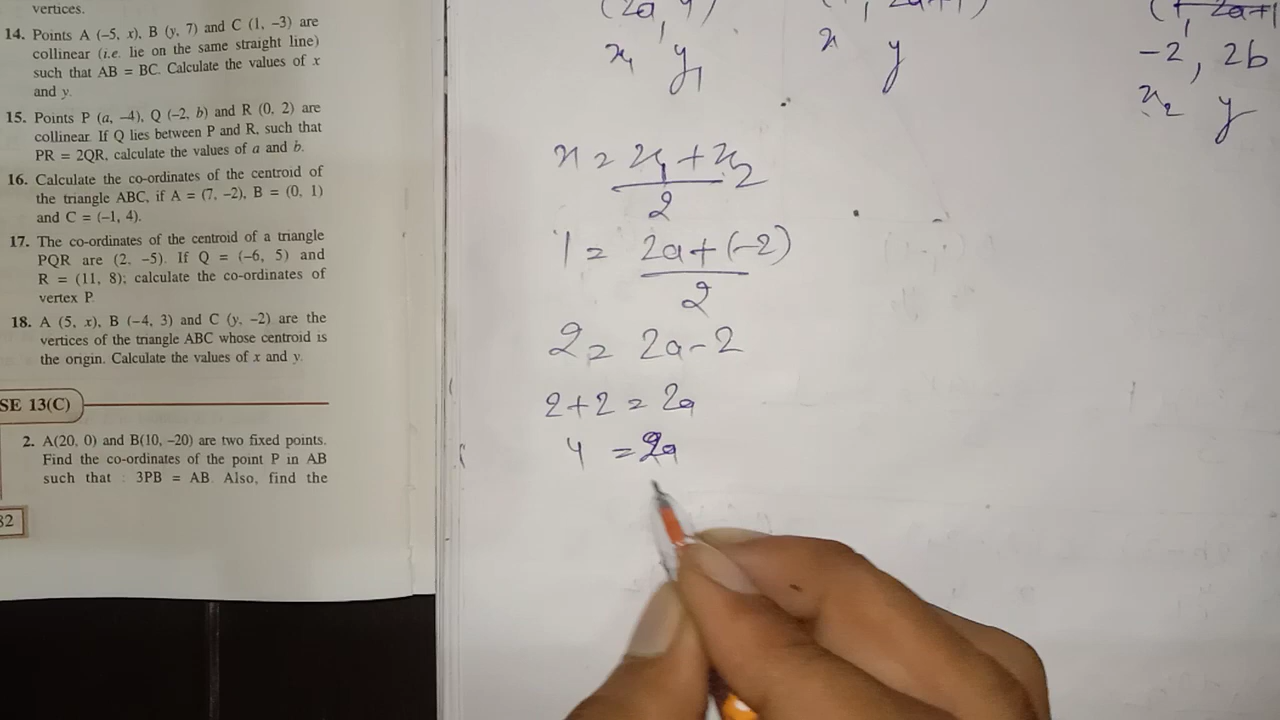 vertices.
14. Points A (–5, x), B (y, 7) and C (1, –3) are
collinear (i.e. lie on the same straight line)
such that AB = BC. Calculate the values of x
and y.
15. Points P (a, –4), Q (–2, b) and R (0, 2) are
collinear. If Q lies between P and R, such that
PR = 2QR, calculate the values of a and b.
16. Calculate the co-ordinates of the centroid of
the triangle ABC, if A = (7, –2), B = (0, 1)
and C = (–1, 4).
17. The co-ordinates of the centroid of a triangle
PQR are (2, –5). If Q = (–6, 5) and
R = (11, 8); calculate the co-ordinates of
vertex P.
18. A (5, x), B (–4, 3) and C (y, –2) are the
vertices of the triangle ABC whose centroid is
the origin. Calculate the values of x and y.
SE 13(C)
2. A(20, 0) and B(10, –20) are two fixed points.
Find the co-ordinates of the point P in AB
such that : 3PB = AB. Also, find the
82
-2, 2b
x₁ y₁ x y x₂ y
x = x₁ + x₂
2
1 = 2a + (-2)
2
2 = 2a - 2
2 + 2 = 2a
4 = 2a